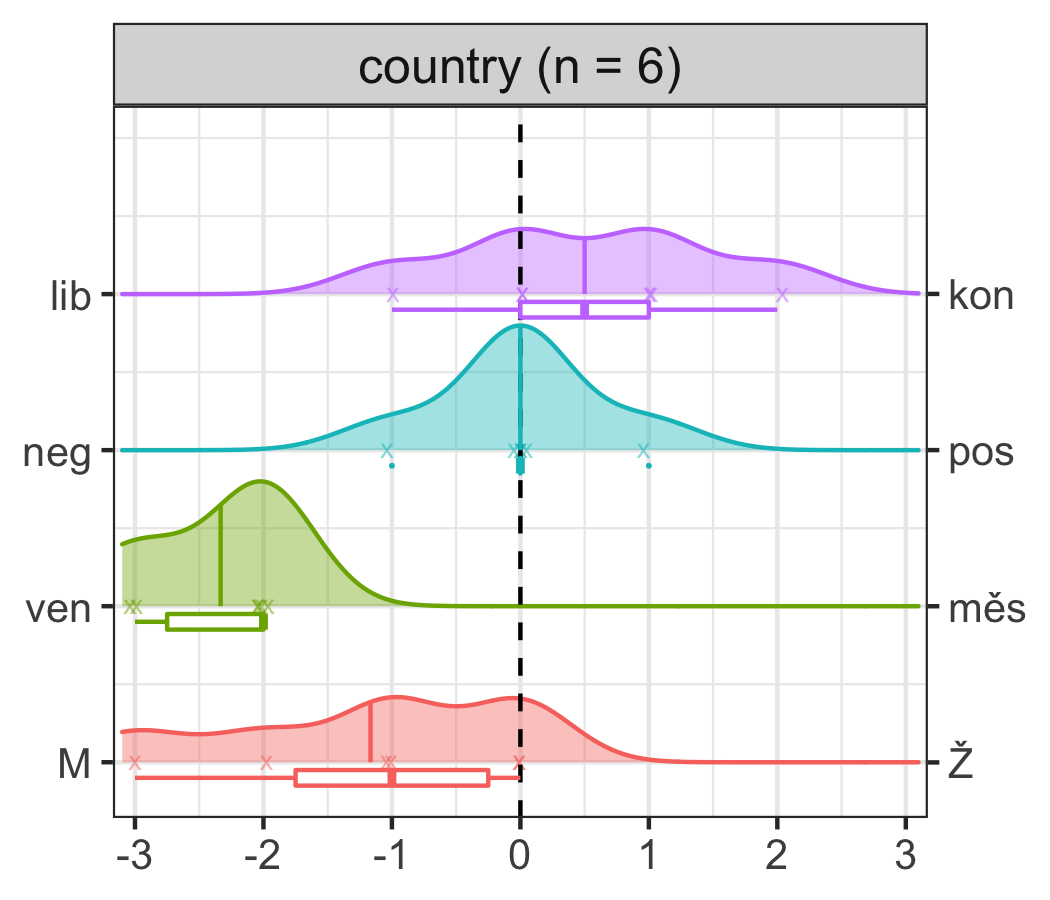 country (n = 6)
lib kon
neg pos
ven měs
M Ž
-3 -2 -1 0 1 2 3